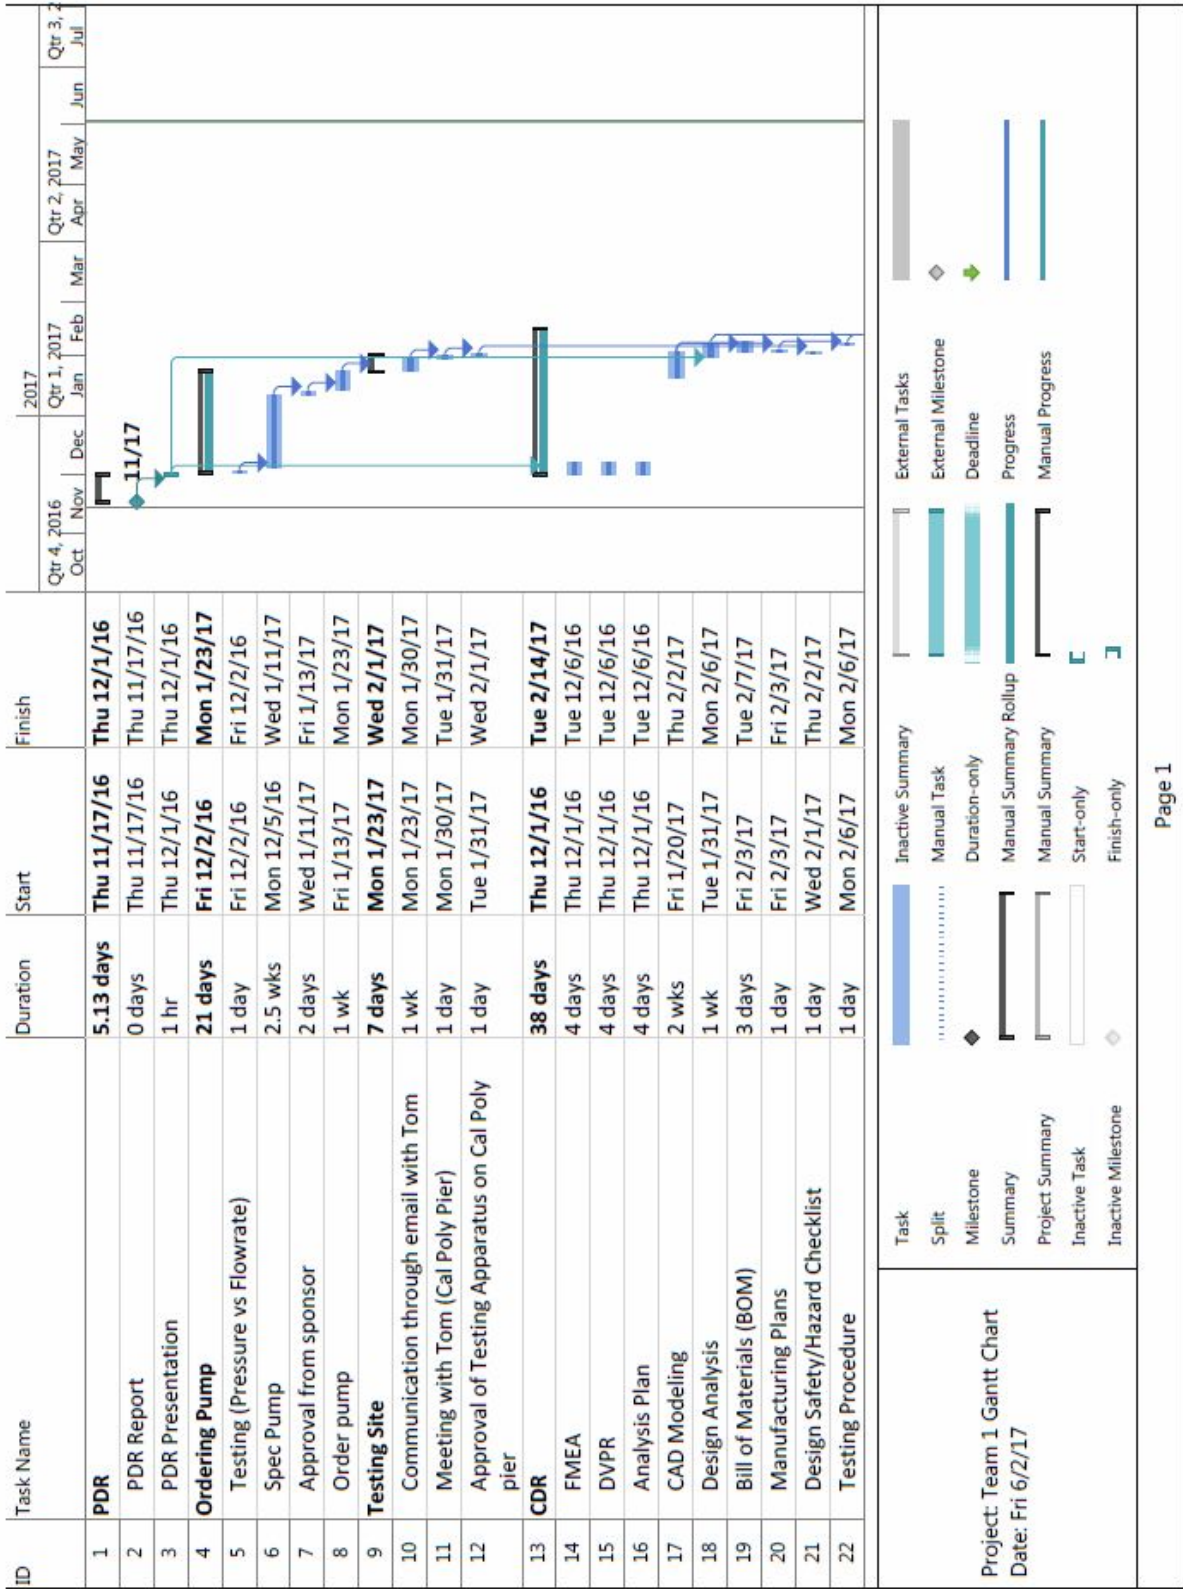 ID Task Name Duration Start Finish
2017
Qtr 4, 2016 Qtr 1, 2017 Qtr 2, 2017 Qtr 3, 2
Oct Nov Dec Jan Feb Mar Apr May Jun Jul
1 PDR 5.13 days Thu 11/17/16 Thu 12/1/16
2 PDR Report 0 days Thu 11/17/16 Thu 11/17/16
11/17
3 PDR Presentation 1 hr Thu 12/1/16 Thu 12/1/16
4 Ordering Pump 21 days Fri 12/2/16 Mon 1/23/17
5 Testing (Pressure vs Flowrate) 1 day Fri 12/2/16 Fri 12/2/16
6 Spec Pump 2.5 wks Mon 12/5/16 Wed 1/11/17
7 Approval from sponsor 2 days Wed 1/11/17 Fri 1/13/17
8 Order pump 1 wk Fri 1/13/17 Mon 1/23/17
9 Testing Site 7 days Mon 1/23/17 Wed 2/1/17
10 Communication through email with Tom 1 wk Mon 1/23/17 Mon 1/30/17
11 Meeting with Tom (Cal Poly Pier) 1 day Mon 1/30/17 Tue 1/31/17
12 Approval of Testing Apparatus on Cal Poly 1 day Tue 1/31/17 Wed 2/1/17
pier
13 CDR 38 days Thu 12/1/16 Tue 2/14/17
14 FMEA 4 days Thu 12/1/16 Tue 12/6/16
15 DVPR 4 days Thu 12/1/16 Tue 12/6/16
16 Analysis Plan 4 days Thu 12/1/16 Tue 12/6/16
17 CAD Modeling 2 wks Fri 1/20/17 Thu 2/2/17
18 Design Analysis 1 wk Tue 1/31/17 Mon 2/6/17
19 Bill of Materials (BOM) 3 days Fri 2/3/17 Tue 2/7/17
20 Manufacturing Plans 1 day Fri 2/3/17 Fri 2/3/17
21 Design Safety/Hazard Checklist 1 day Wed 2/1/17 Thu 2/2/17
22 Testing Procedure 1 day Mon 2/6/17 Mon 2/6/17
Project: Team 1 Gantt Chart
Date: Fri 6/2/17
Task Inactive Summary External Tasks
Split Manual Task External Milestone
Milestone Duration-only Deadline
Summary Manual Summary Rollup Progress
Project Summary Manual Summary Manual Progress
Inactive Task Start-only
Inactive Milestone Finish-only
Page 1